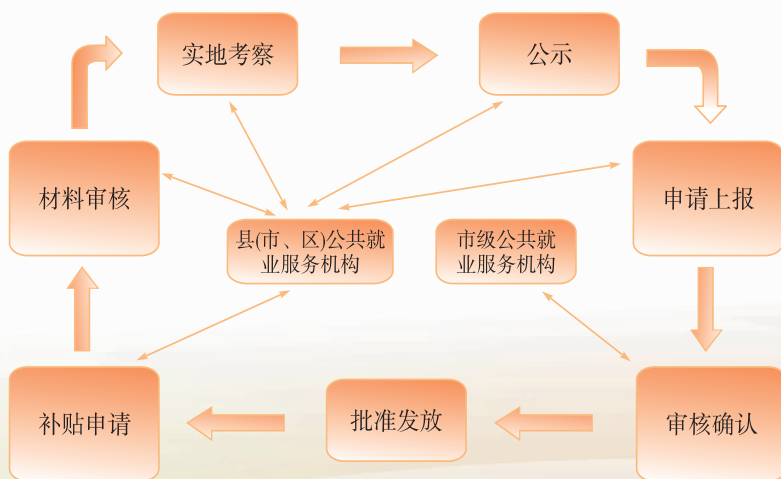 实地考察
公示
材料审核
申请上报
县(市、区)公共就
业服务机构
市级公共就
业服务机构
补贴申请
批准发放
审核确认